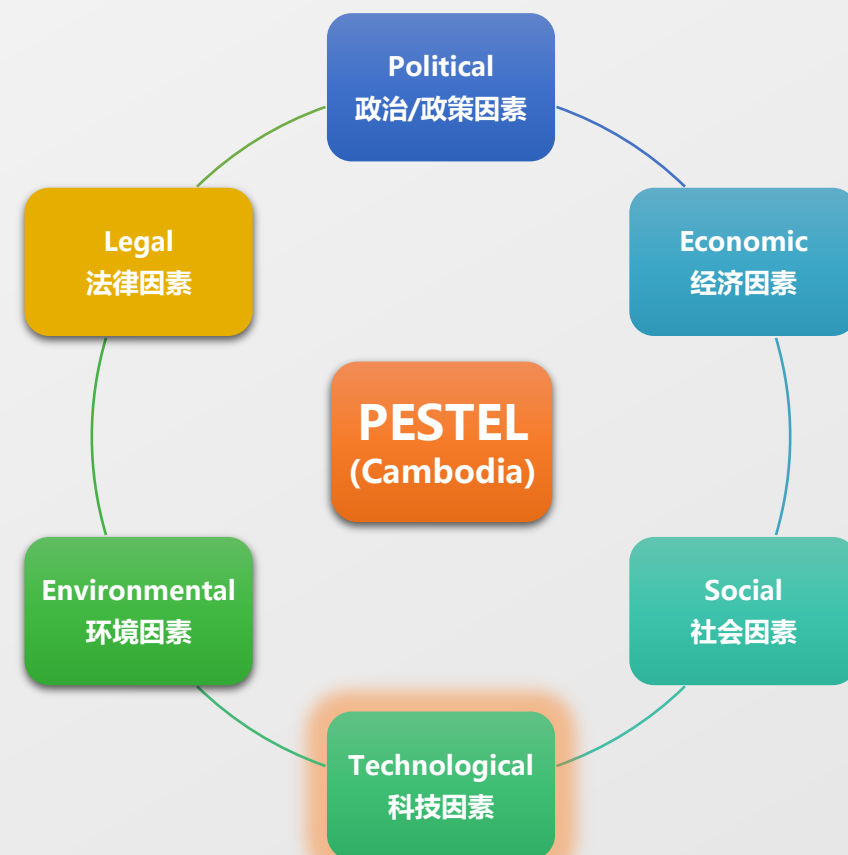 Political
政治/政策因素
Legal
法律因素
Economic
经济因素
PESTEL
(Cambodia)
Environmental
环境因素
Social
社会因素
Technological
科技因素